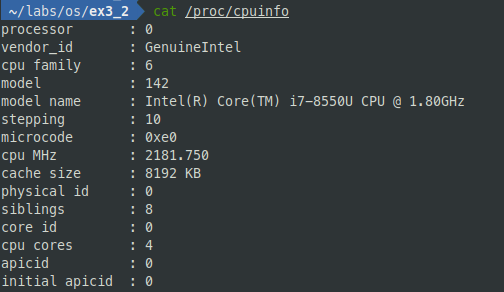 ~/labs/os/ex3_2 cat /proc/cpuinfo
processor : 0
vendor_id : GenuineIntel
cpu family : 6
model : 142
model name : Intel(R) Core(TM) i7-8550U CPU @ 1.80GHz
stepping : 10
microcode : 0xe0
cpu MHz : 2181.750
cache size : 8192 KB
physical id : 0
siblings : 8
core id : 0
cpu cores : 4
apicid : 0
initial apicid : 0